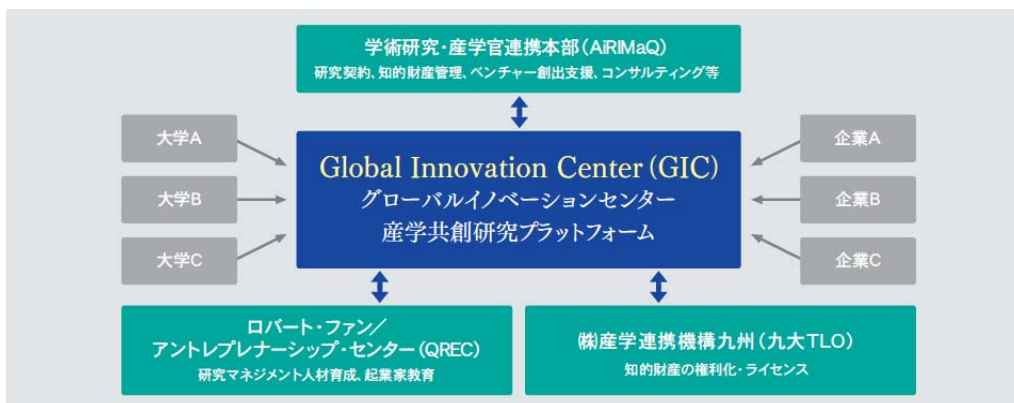 学術研究・産学官連携本部(AiRIMaQ)
研究契約、知的財産管理、ベンチャー創出支援、コンサルティング等
大学A
大学B
大学C
Global Innovation Center(GIC)
グローバルイノベーションセンター
産学共創研究プラットフォーム
企業A
企業B
企業C
ロバート・ファン/
アントレプレナーシップ・センター(QREC)
研究マネジメント人材育成、起業家教育
㈱産学連携機構九州(九大TLO)
知的財産の権利化・ライセンス